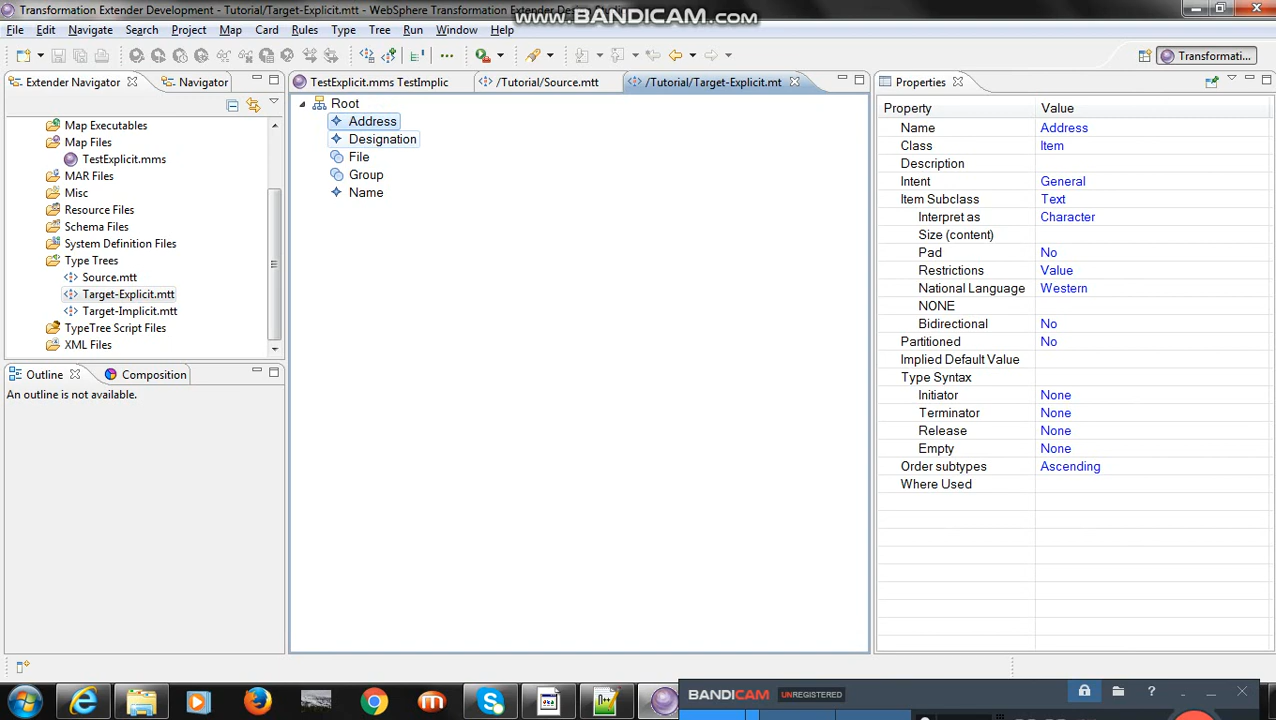 Transformation Extender Development - Tutorial/Target-Explicit.mtt - WebSphere Transformation Extender
www.BANDICAM.com
File Edit Navigate Search Project Map Card Rules Type Tree Run Window Help
Transformati...
Extender Navigator Navigator
TestExplicit.mms TestImplic /Tutorial/Source.mtt /Tutorial/Target-Explicit.mt
Properties
Map Executables
Map Files
TestExplicit.mms
MAR Files
Misc
Resource Files
Schema Files
System Definition Files
Type Trees
Source.mtt
Target-Explicit.mtt
Target-Implicit.mtt
TypeTree Script Files
XML Files
Outline Composition
An outline is not available.
Root
Address
Designation
File
Group
Name
Property Value
Name Address
Class Item
Description
Intent General
Item Subclass Text
Interpret as Character
Size (content)
Pad No
Restrictions Value
National Language Western
NONE
Bidirectional No
Partitioned No
Implied Default Value
Type Syntax
Initiator None
Terminator None
Release None
Empty None
Order subtypes Ascending
Where Used
BANDICAM UNREGISTERED